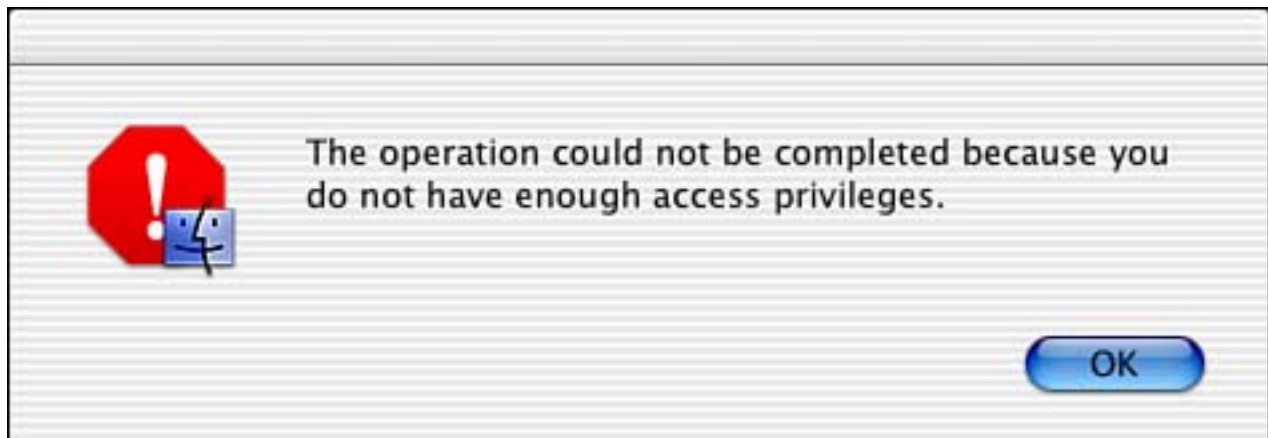 The operation could not be completed because you
do not have enough access privileges.
OK